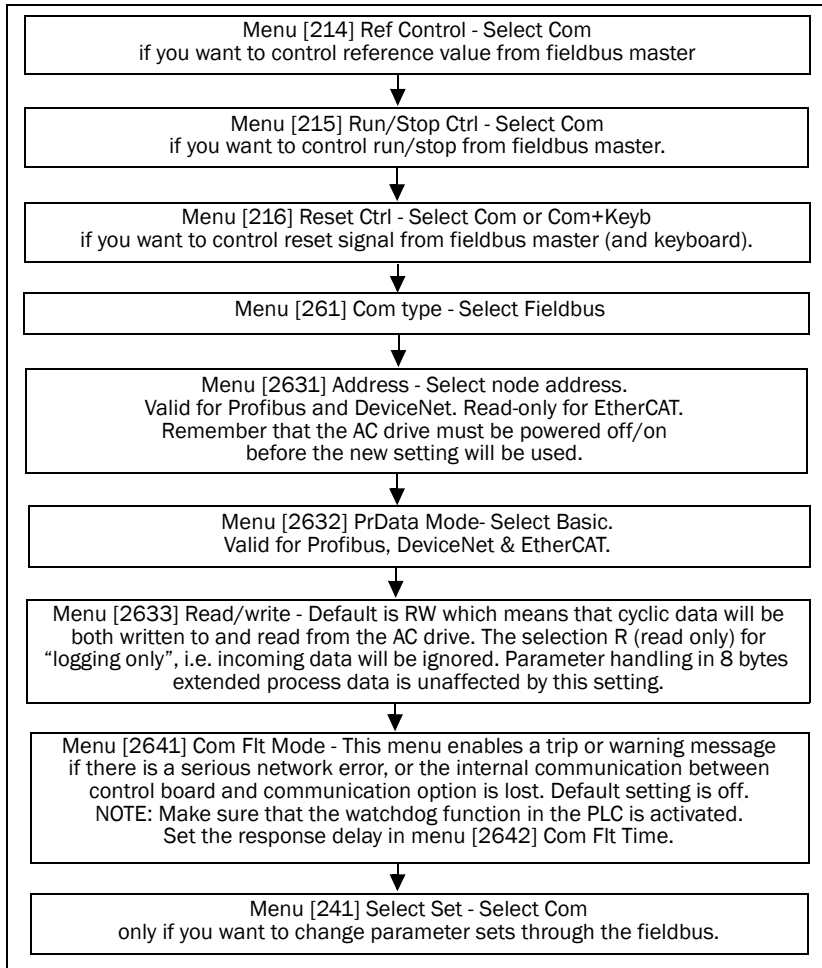 Menu [214] Ref Control - Select Com
if you want to control reference value from fieldbus master
Menu [215] Run/Stop Ctrl - Select Com
if you want to control run/stop from fieldbus master.
Menu [216] Reset Ctrl - Select Com or Com+Keyb
if you want to control reset signal from fieldbus master (and keyboard).
Menu [261] Com type - Select Fieldbus
Menu [2631] Address - Select node address.
Valid for Profibus and DeviceNet. Read-only for EtherCAT.
Remember that the AC drive must be powered off/on
before the new setting will be used.
Menu [2632] PrData Mode- Select Basic.
Valid for Profibus, DeviceNet & EtherCAT.
Menu [2633] Read/write - Default is RW which means that cyclic data will be
both written to and read from the AC drive. The selection R (read only) for
“logging only”, i.e. incoming data will be ignored. Parameter handling in 8 bytes
extended process data is unaffected by this setting.
Menu [2641] Com Flt Mode - This menu enables a trip or warning message
if there is a serious network error, or the internal communication between
control board and communication option is lost. Default setting is off.
NOTE: Make sure that the watchdog function in the PLC is activated.
Set the response delay in menu [2642] Com Flt Time.
Menu [241] Select Set - Select Com
only if you want to change parameter sets through the fieldbus.